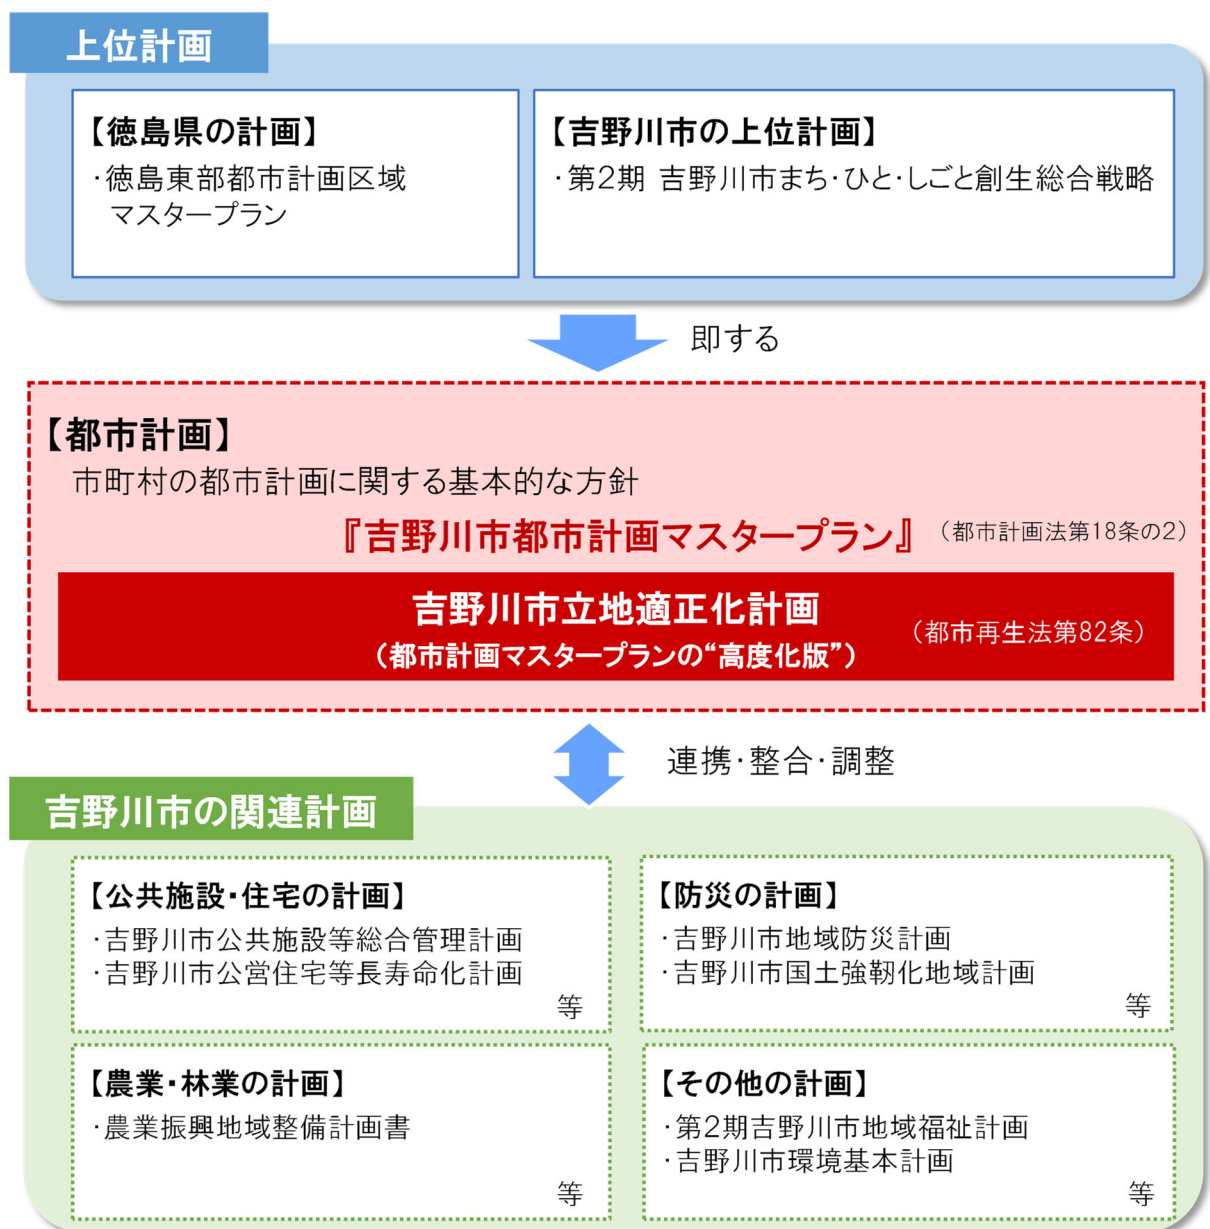 上位計画
【徳島県の計画】
・徳島東部都市計画区域
マスタープラン
【吉野川市の上位計画】
・第2期 吉野川市まち・ひと・しごと創生総合戦略
即する
【都市計画】
市町村の都市計画に関する基本的な方針
『吉野川市都市計画マスタープラン』 （都市計画法第18条の2）
吉野川市立地適正化計画
（都市計画マスタープランの“高度化版”）
（都市再生法第82条）
連携・整合・調整
吉野川市の関連計画
【公共施設・住宅の計画】
・吉野川市公共施設等総合管理計画
・吉野川市公営住宅等長寿命化計画
等
【防災の計画】
・吉野川市地域防災計画
・吉野川市国土強靭化地域計画
等
【農業・林業の計画】
・農業振興地域整備計画書
等
【その他の計画】
・第2期吉野川市地域福祉計画
・吉野川市環境基本計画
等